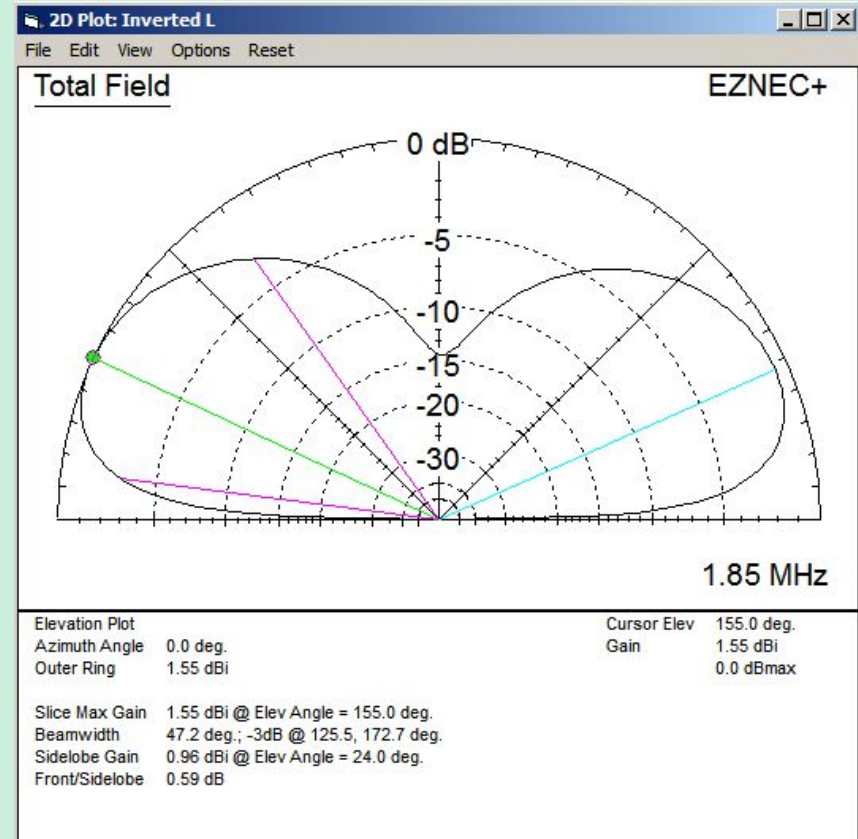 2D Plot: Inverted L
File Edit View Options Reset
Total Field EZNEC+
0 dB
-5
-10
-15
-20
-30
1.85 MHz
Elevation Plot Cursor Elev 155.0 deg.
Azimuth Angle 0.0 deg. Gain 1.55 dBi
Outer Ring 1.55 dBi 0.0 dBmax
Slice Max Gain 1.55 dBi @ Elev Angle = 155.0 deg.
Beamwidth 47.2 deg.; -3dB @ 125.5, 172.7 deg.
Sidelobe Gain 0.96 dBi @ Elev Angle = 24.0 deg.
Front/Sidelobe 0.59 dB